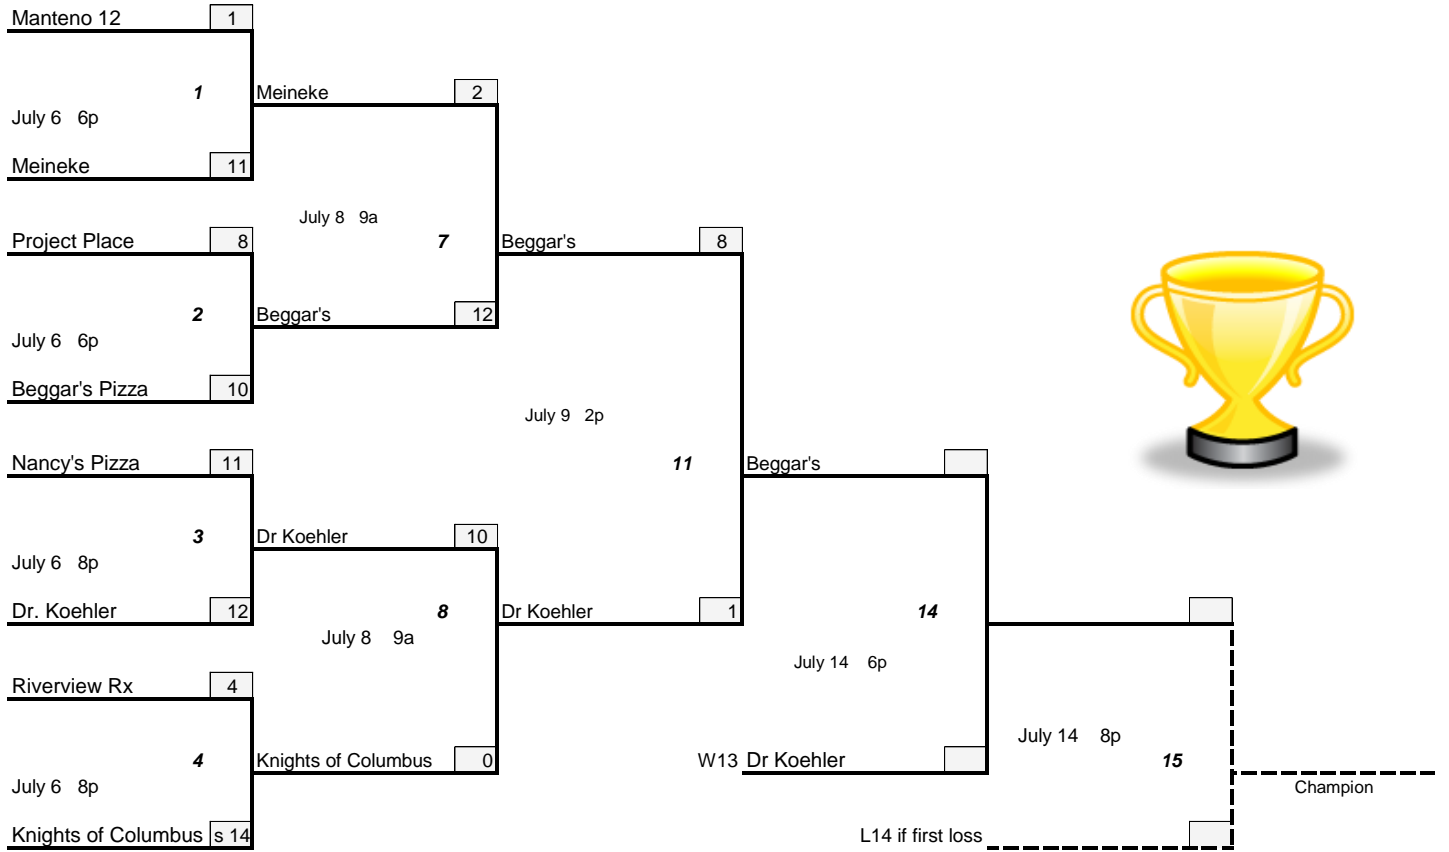 Manteno 12 1
1 Meineke 2
July 6 6p
Meineke 11
July 8 9a
Project Place 8 7 Beggar's 8
2 Beggar's 12
July 6 6p
Beggar's Pizza 10
July 9 2p
Nancy's Pizza 11 11 Beggar's
3 Dr Koehler 10
July 6 8p
Dr. Koehler 12 8 Dr Koehler 1 14
July 8 9a
July 14 6p
Riverview Rx 4
July 14 8p
4 Knights of Columbus 0 W13 Dr Koehler 15
July 6 8p Champion
Knights of Columbus s 14 L14 if first loss